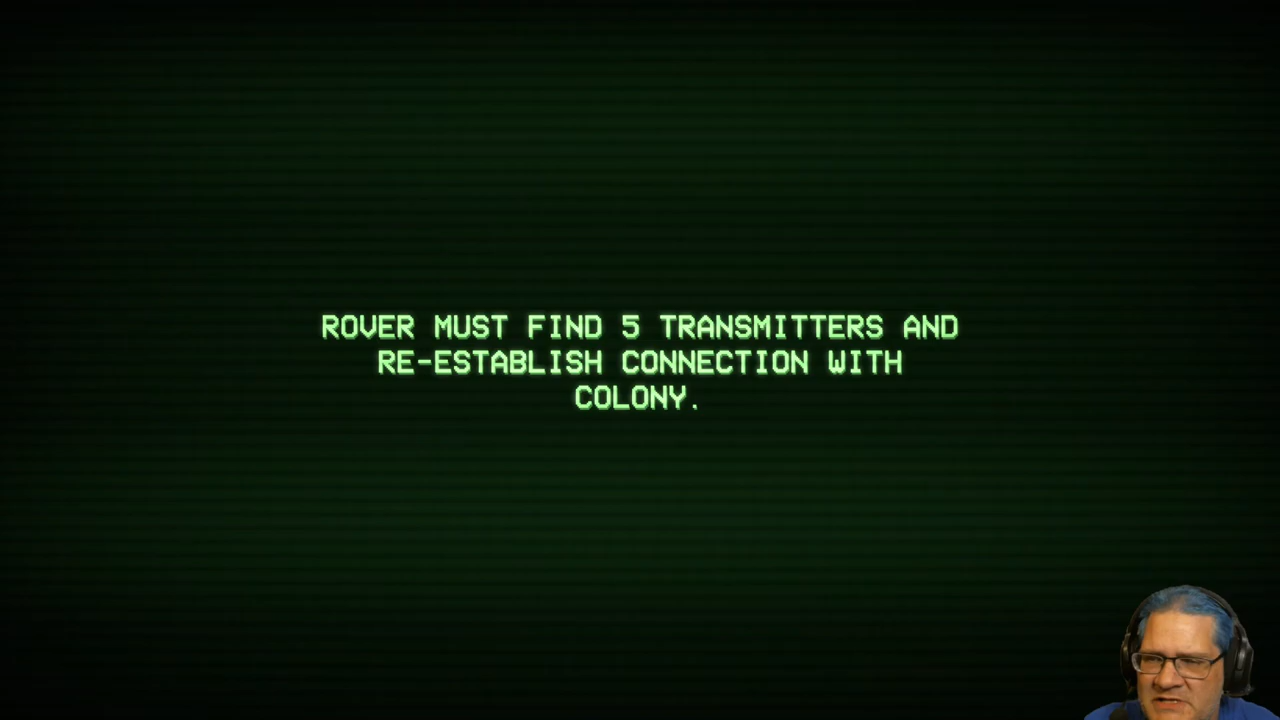 ROVER MUST FIND 5 TRANSMITTERS AND
RE-ESTABLISH CONNECTION WITH
COLONY.